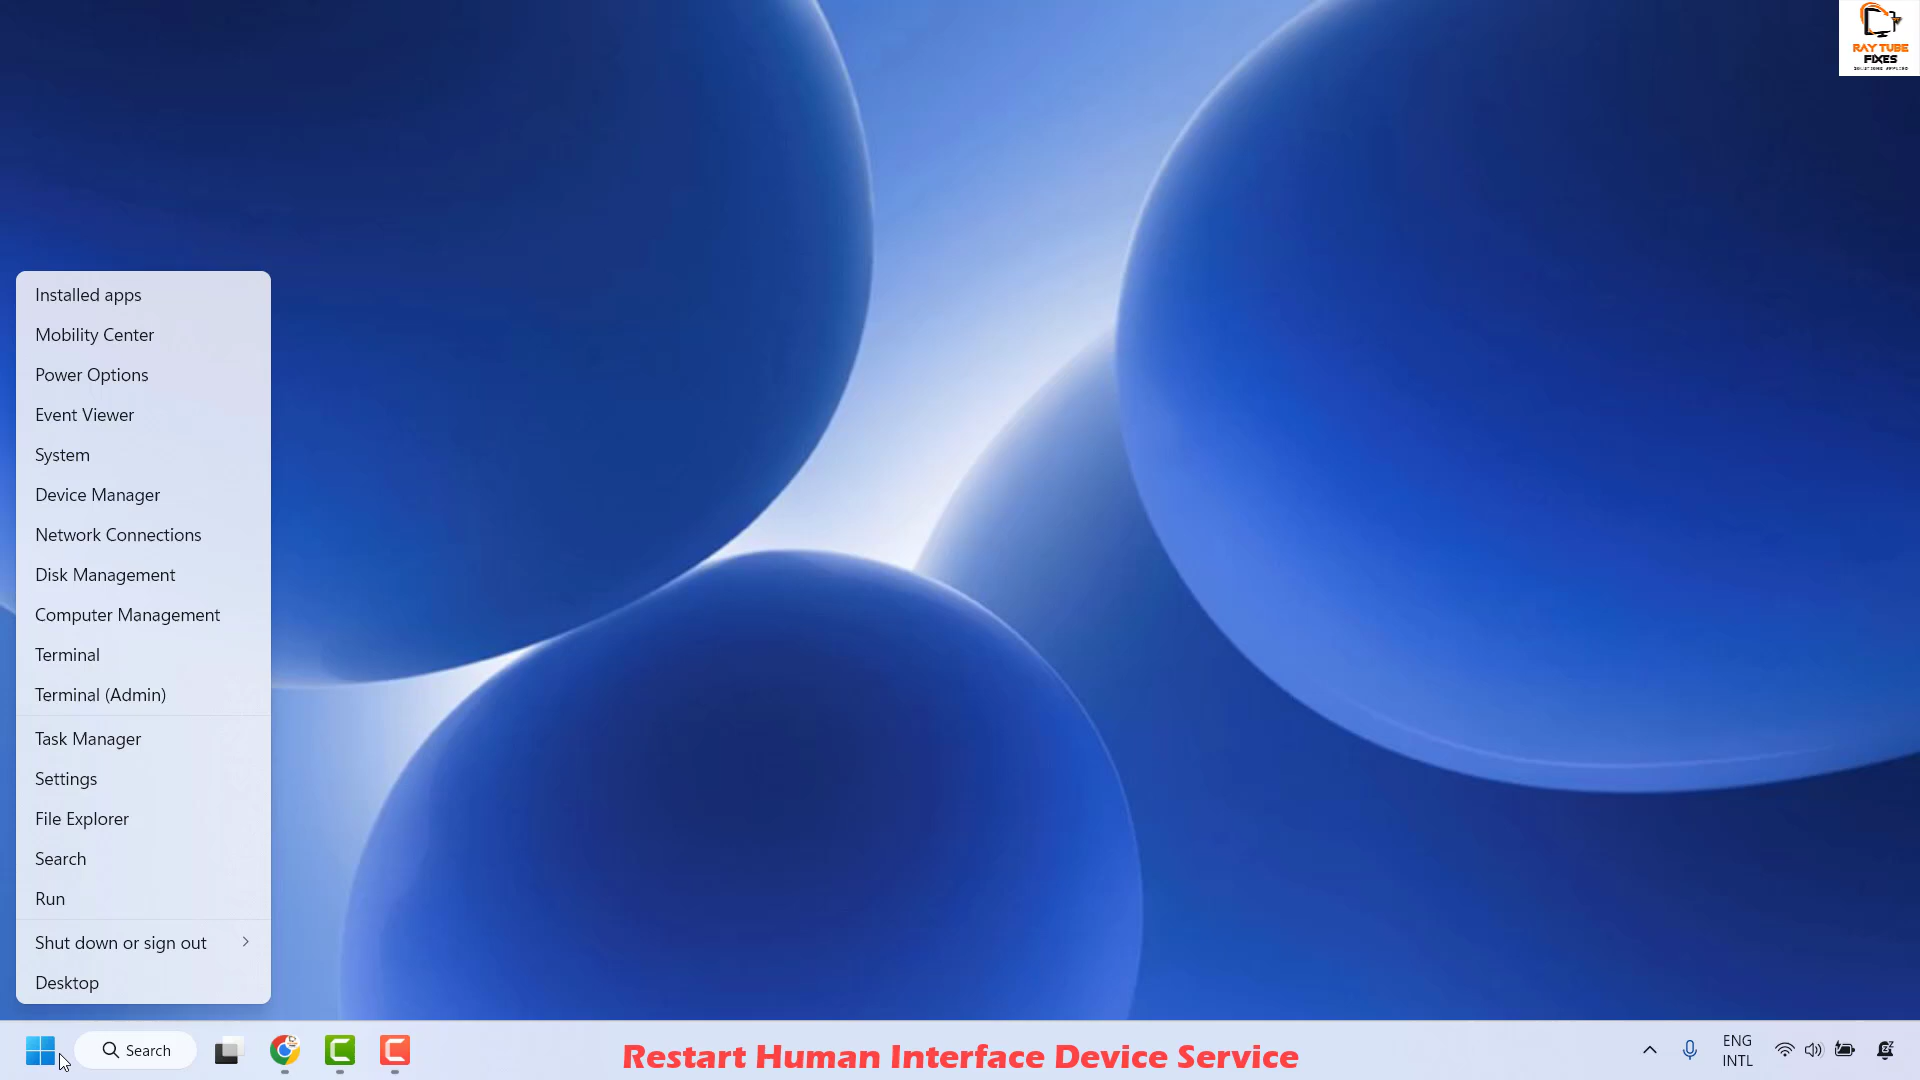 RAY TUBE
FIXES
Installed apps
Mobility Center
Power Options
Event Viewer
System
Device Manager
Network Connections
Disk Management
Computer Management
Terminal
Terminal (Admin)
Task Manager
Settings
File Explorer
Search
Run
Shut down or sign out
Desktop
Search
Restart Human Interface Device Service
ENG
INTL